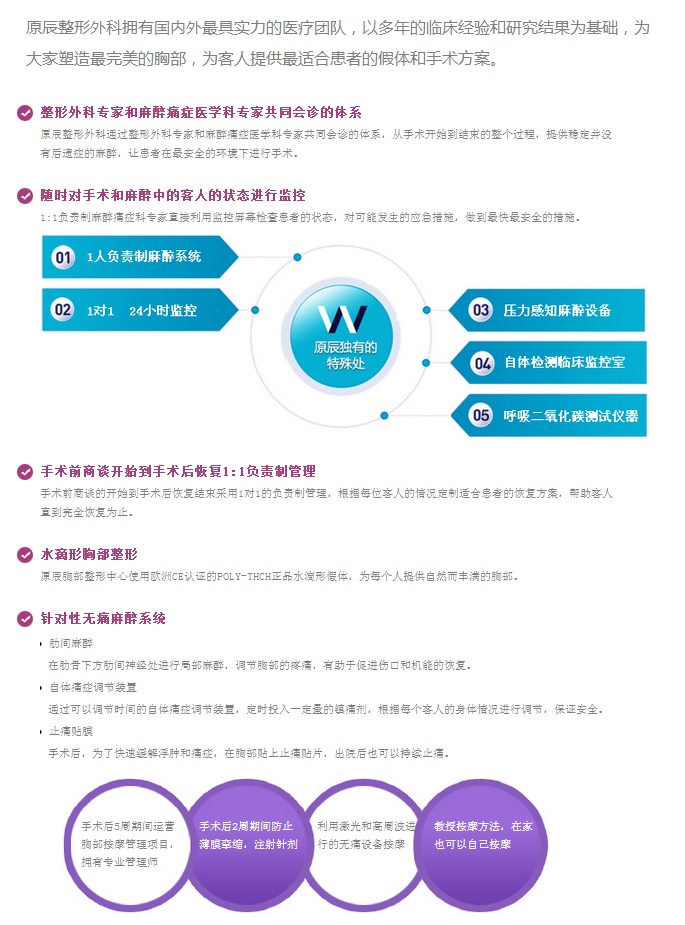 原辰整形外科拥有国内外最具实力的医疗团队，以多年的临床经验和研究结果为基础，为
大家塑造最完美的胸部，为客人提供最适合患者的假体和手术方案。
整形外科专家和麻醉痛症医学科专家共同会诊的体系
原辰整形外科通过整形外科专家和麻醉痛症医学科专家共同会诊的体系，从手术开始到结束的整个过程，提供稳定并没
有后遗症的麻醉，让患者在最安全的环境下进行手术。
随时对手术和麻醉中的客人的状态进行监控
1:1负责制麻醉痛症科专家直接利用监控屏幕检查患者的状态，对可能发生的应急措施，做到最快最安全的措施。
01 1人负责制麻醉系统
02 1对1 24小时监控
W
原辰独有的
特殊处
03 压力感知麻醉设备
04 自体检测临床监控室
05 呼吸二氧化碳测试仪器
手术前商谈开始到手术后恢复1:1负责制管理
手术前商谈的开始到手术后恢复结束采用1对1的负责制管理，根据每位客人的情况定制适合患者的恢复方案，帮助客人
直到完全恢复为止。
水滴形胸部整形
原辰胸部整形中心使用欧洲CE认证的POLY-THCH正品水滴形假体，为每个人提供自然而丰满的胸部。
针对性无痛麻醉系统
肋间麻醉
在肋骨下方肋间神经处进行局部麻醉，调节胸部的疼痛，有助于促进伤口和机能的恢复。
自体痛症调节装置
通过可以调节时间的自体痛症调节装置，定时投入一定量的镇痛剂，根据每个客人的身体情况进行调节，保证安全。
止痛贴膜
手术后，为了快速缓解浮肿和痛症，在胸部贴上止痛贴片，出院后也可以持续止痛。
手术后5周期间运营
胸部按摩管理项目，
拥有专业管理师
手术后2周期间防止
薄膜挛缩，注射针剂
利用激光和高周波进
行的无痛设备按摩
教授按摩方法，在家
也可以自己按摩